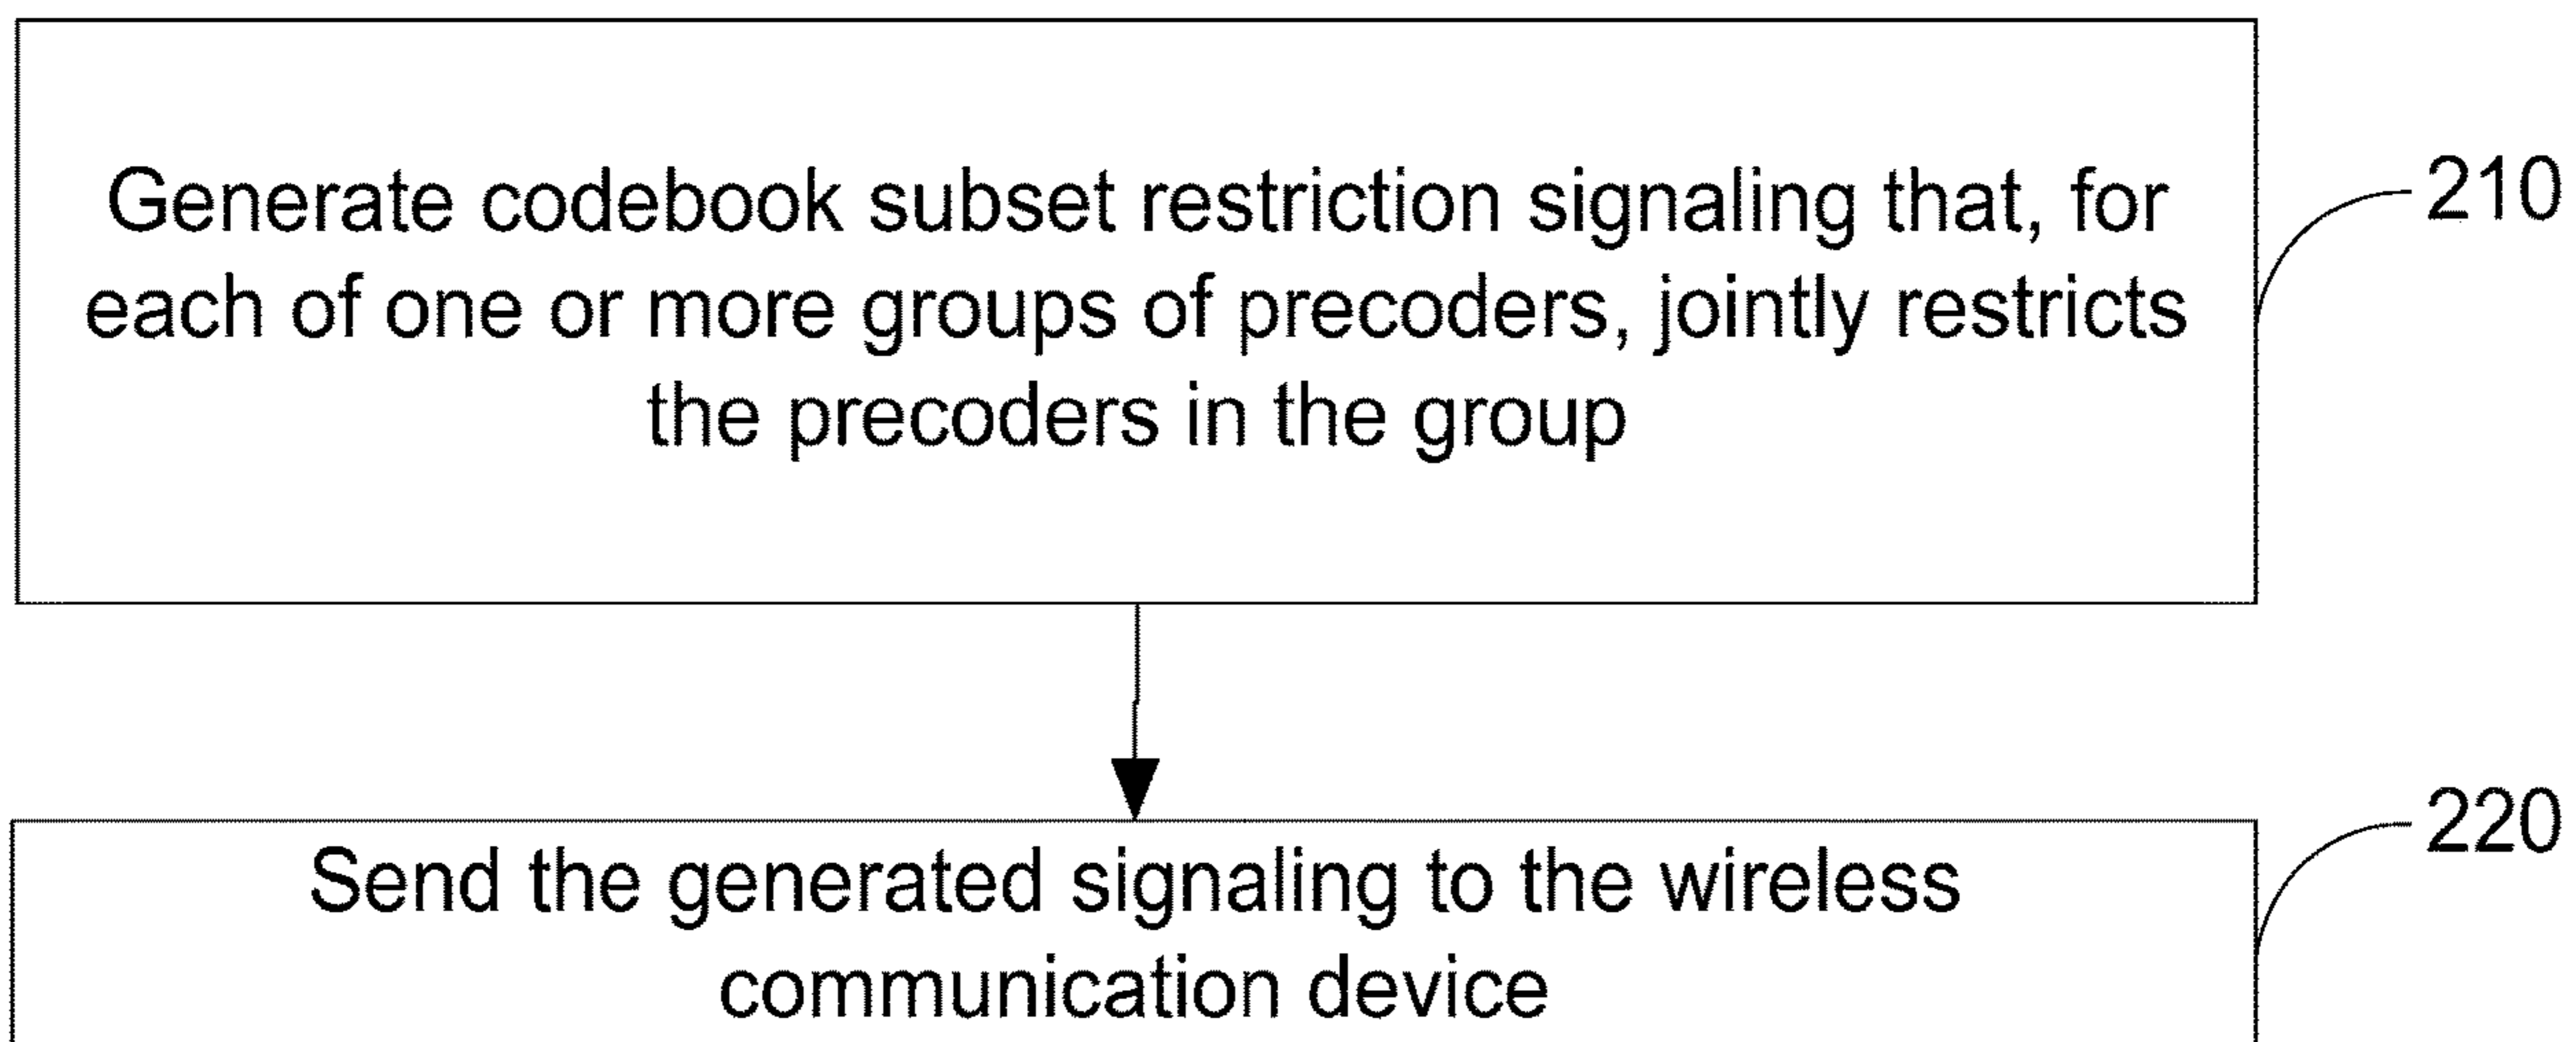 Generate codebook subset restriction signaling that, for
each of one or more groups of precoders, jointly restricts
the precoders in the group
210
Send the generated signaling to the wireless
communication device
220